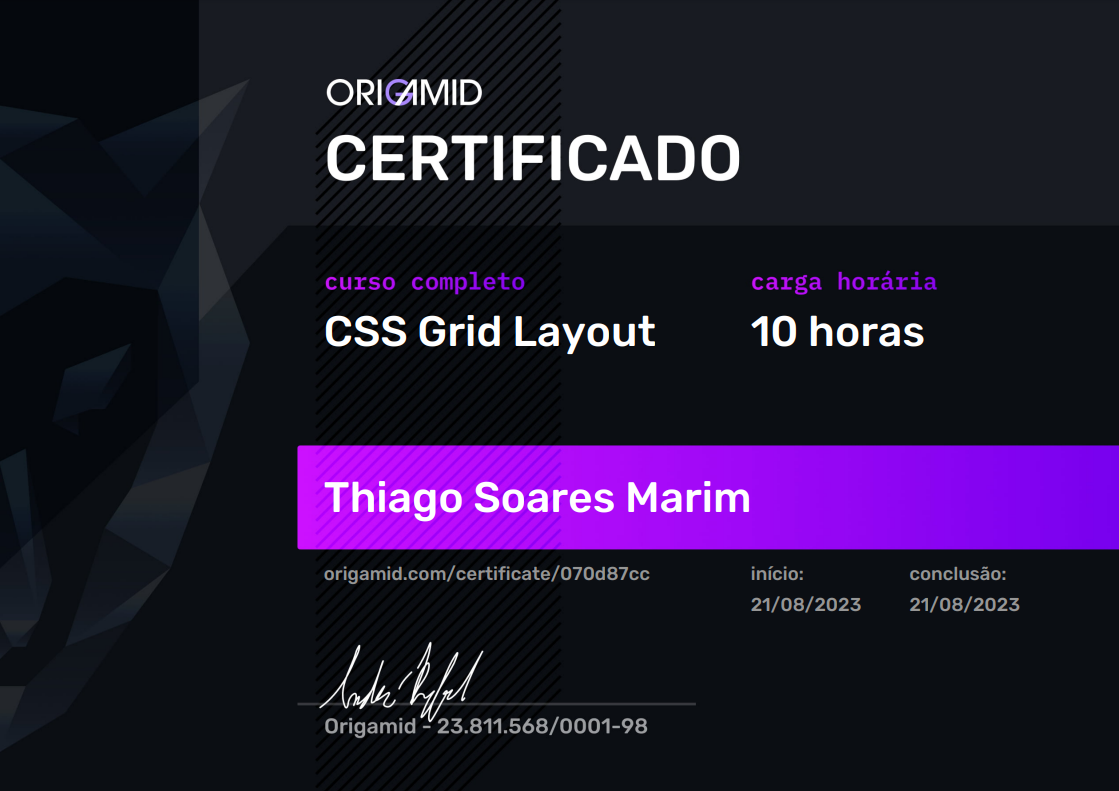 ORIGAMID
CERTIFICADO
curso completo
CSS Grid Layout
carga horária
10 horas
Thiago Soares Marim
origamid.com/certificate/070d87cc
início:
21/08/2023
conclusão:
21/08/2023
Origamid - 23.811.568/0001-98